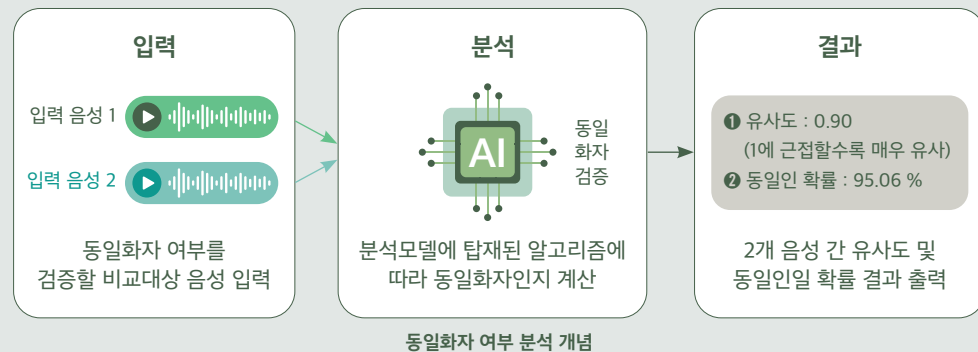 입력
입력 음성 1
입력 음성 2
동일화자 여부를
검증할 비교대상 음성 입력
분석
AI
동일
화자
검증
분석모델에 탑재된 알고리즘에
따라 동일화자인지 계산
결과
❶ 유사도 : 0.90
(1에 근접할수록 매우 유사)
❷ 동일인 확률 : 95.06 %
2개 음성 간 유사도 및
동일인일 확률 결과 출력
동일화자 여부 분석 개념